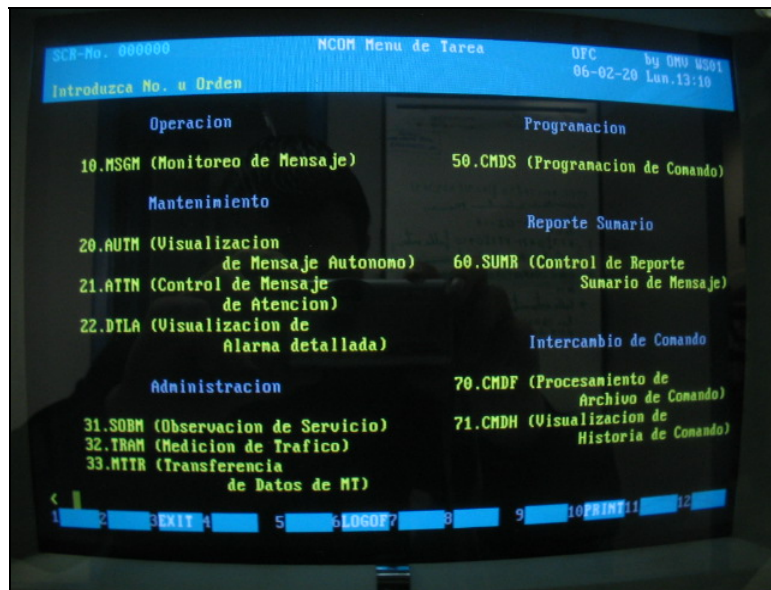 SCR-No. 000000 NCOM Menu de Tarea OFC by OMV WS01
06-02-20 Lun.13:10
Introduzca No. u Orden
Operacion
10.MSGM (Monitoreo de Mensaje)
Mantenimiento
20.AUTM (Visualizacion
de Mensaje Autonomo)
21.ATTN (Control de Mensaje
de Atencion)
22.DTLA (Visualizacion de
Alarma detallada)
Administracion
31.SOBM (Observacion de Servicio)
32.TRAM (Medicion de Trafico)
33.MTTR (Transferencia
de Datos de MT)
Programacion
50.CMDS (Programacion de Comando)
Reporte Sumario
60.SUMR (Control de Reporte
Sumario de Mensaje)
Intercambio de Comando
70.CMDF (Procesamiento de
Archivo de Comando)
71.CMDH (Visualizacion de
Historia de Comando)
<
1 2 3EXIT 4 5 6LOGOF7 8 9 10PRINT11 12